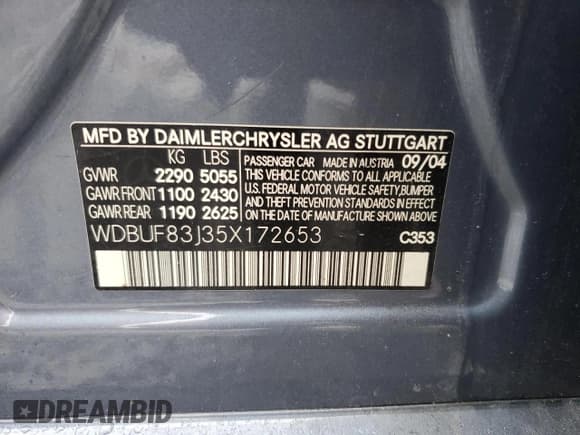 MFD BY DAIMLERCHRYSLER AG STUTTGART
KG LBS PASSENGER CAR MADE IN AUSTRIA 09/04
GVWR 2290 5055 THIS VEHICLE CONFORMS TO ALL APPLICABLE
GAWR FRONT 1100 2430 U.S. FEDERAL MOTOR VEHICLE SAFETY, BUMPER
GAWR REAR 1190 2625 AND THEFT PREVENTION STANDARDS IN EFFECT ON THE DATE OF MANUFACTURE SHOWN ABOVE.
WDBUF83J35X172653 C353
DREAMBID